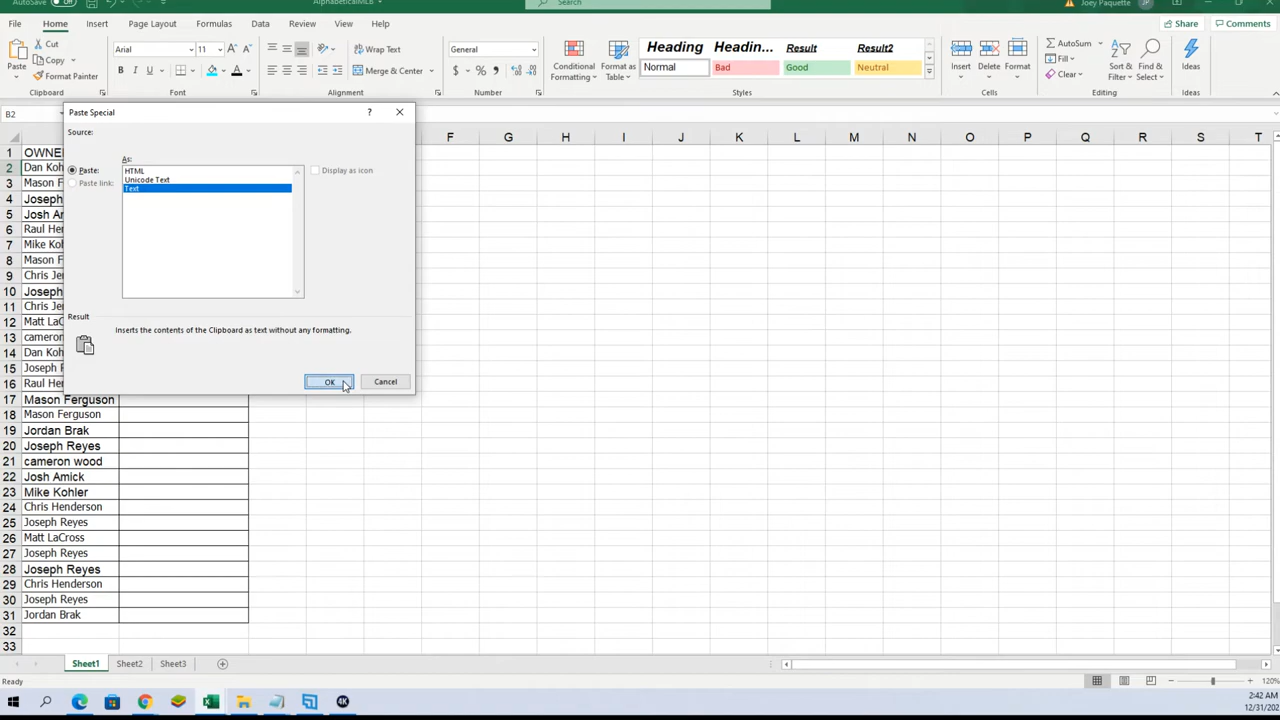 AutoSave
AlphabeticalMLB
Search
Joey Paquette JP
File Home Insert Page Layout Formulas Data Review View Help Share Comments
Paste
Cut
Copy
Format Painter
Arial 11
B I U
Wrap Text
Merge & Center
General
$ % ,
Conditional Formatting
Format as Table
Heading Headin... Result Result2
Normal Bad Good Neutral
Insert Delete Format
AutoSum
Fill
Clear
Sort & Filter
Find & Select
Ideas
Clipboard Font Alignment Number Styles Cells Editing Ideas
B2
Paste Special ?
Source:
As:
Paste:
Paste link:
HTML
Unicode Text
Text
Display as icon
Result
Inserts the contents of the Clipboard as text without any formatting.
OK Cancel
F G H I J K L M N O P Q R S T
1 OWNE
2 Dan Koh
3 Mason F
4 Joseph
5 Josh Am
6 Raul Her
7 Mike Koh
8 Mason F
9 Chris Jer
10 Joseph
11 Chris Jer
12 Matt LaC
13 cameron
14 Dan Koh
15 Joseph F
16 Raul He
17 Mason Ferguson
18 Mason Ferguson
19 Jordan Brak
20 Joseph Reyes
21 cameron wood
22 Josh Amick
23 Mike Kohler
24 Chris Henderson
25 Joseph Reyes
26 Matt LaCross
27 Joseph Reyes
28 Joseph Reyes
29 Chris Henderson
30 Joseph Reyes
31 Jordan Brak
32
33
Sheet1 Sheet2 Sheet3
Ready
120%
4K
2:42 AM
12/31/202